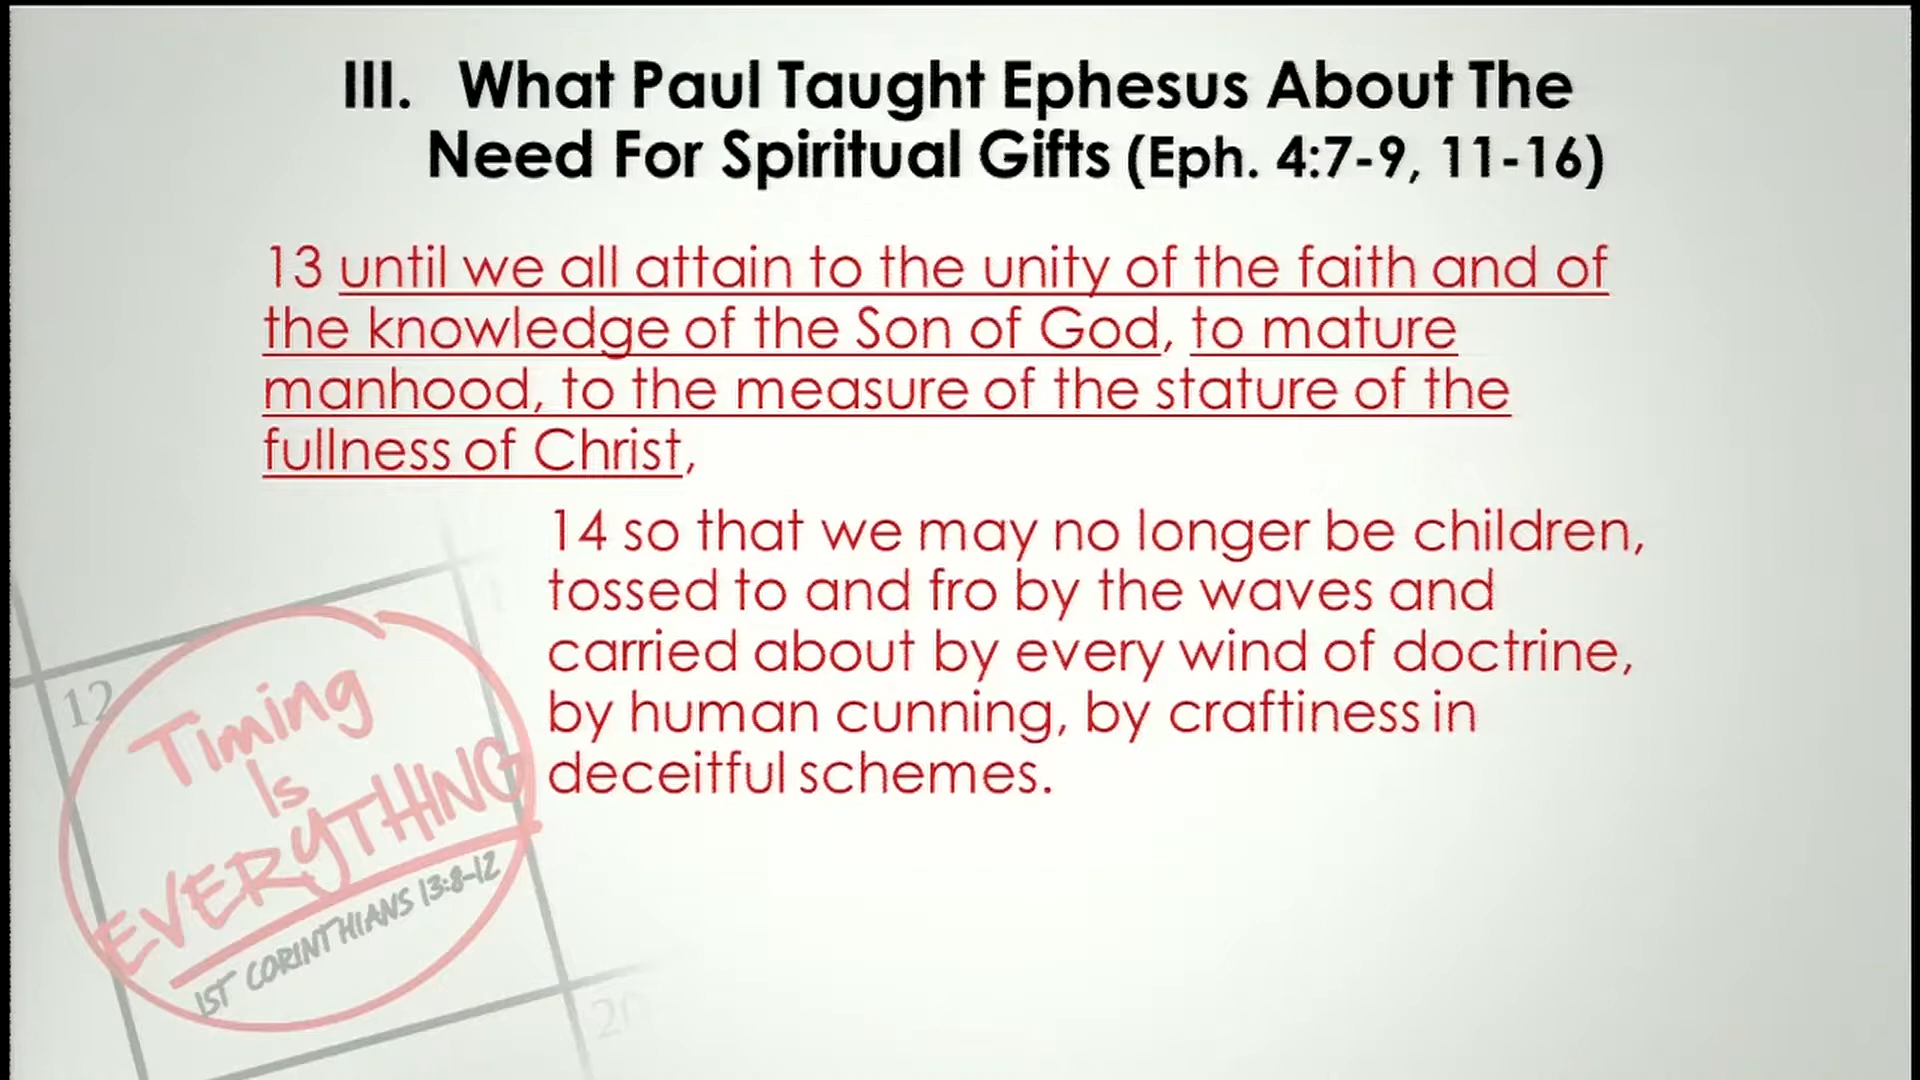 III. What Paul Taught Ephesus About The
Need For Spiritual Gifts (Eph. 4:7-9, 11-16)
13 until we all attain to the unity of the faith and of
the knowledge of the Son of God, to mature
manhood, to the measure of the stature of the
fullness of Christ,
14 so that we may no longer be children,
tossed to and fro by the waves and
carried about by every wind of doctrine,
by human cunning, by craftiness in
deceitful schemes.
12
Timing
Is
EVERYTHING
1ST CORINTHIANS 13:8-12
20